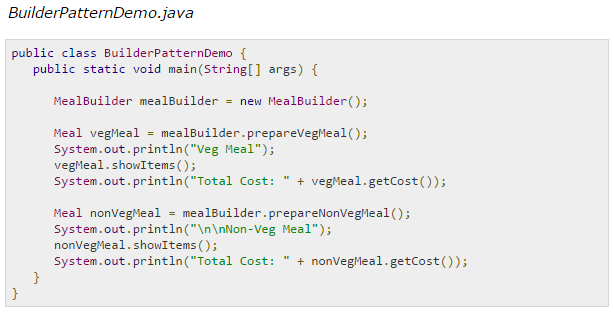 BuilderPatternDemo.java
public class BuilderPatternDemo {
   public static void main(String[] args) {

      MealBuilder mealBuilder = new MealBuilder();

      Meal vegMeal = mealBuilder.prepareVegMeal();
      System.out.println("Veg Meal");
      vegMeal.showItems();
      System.out.println("Total Cost: " + vegMeal.getCost());

      Meal nonVegMeal = mealBuilder.prepareNonVegMeal();
      System.out.println("\n\nNon-Veg Meal");
      nonVegMeal.showItems();
      System.out.println("Total Cost: " + nonVegMeal.getCost());
   }
}